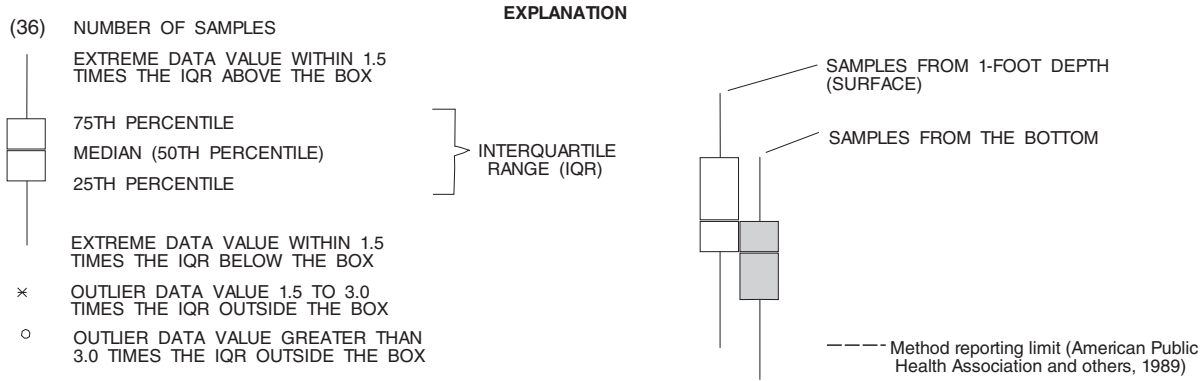 EXPLANATION
(36) NUMBER OF SAMPLES
EXTREME DATA VALUE WITHIN 1.5
TIMES THE IQR ABOVE THE BOX
75TH PERCENTILE
MEDIAN (50TH PERCENTILE)
25TH PERCENTILE
INTERQUARTILE
RANGE (IQR)
EXTREME DATA VALUE WITHIN 1.5
TIMES THE IQR BELOW THE BOX
OUTLIER DATA VALUE 1.5 TO 3.0
TIMES THE IQR OUTSIDE THE BOX
OUTLIER DATA VALUE GREATER THAN
3.0 TIMES THE IQR OUTSIDE THE BOX
SAMPLES FROM 1-FOOT DEPTH
(SURFACE)
SAMPLES FROM THE BOTTOM
Method reporting limit (American Public
Health Association and others, 1989)